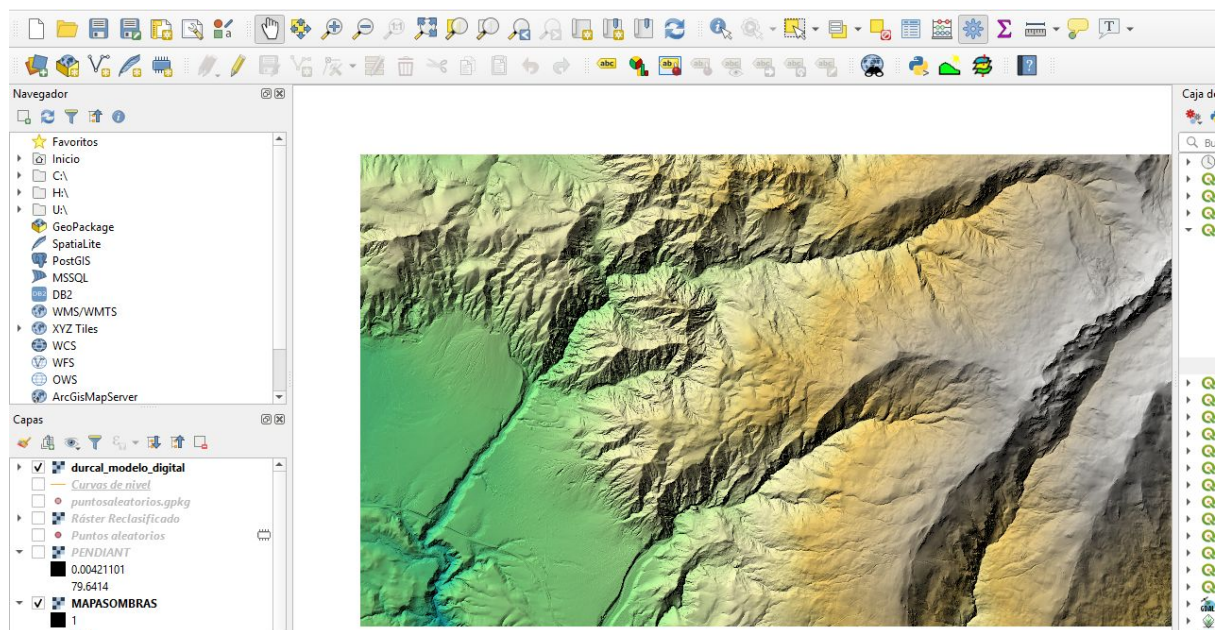 Navegador
Favoritos
Inicio
C:\
H:\
U:\
GeoPackage
SpatiaLite
PostGIS
MSSQL
DB2
WMS/WMTS
XYZ Tiles
WCS
WFS
OWS
ArcGisMapServer
Capas
durcal_modelo_digital
Curvas de nivel
puntosaleatorios.gpkg
Ráster Reclasificado
Puntos aleatorios
PENDIANT
0.00421101
79.6414
MAPASOMBRAS
1
Caja de
Bu